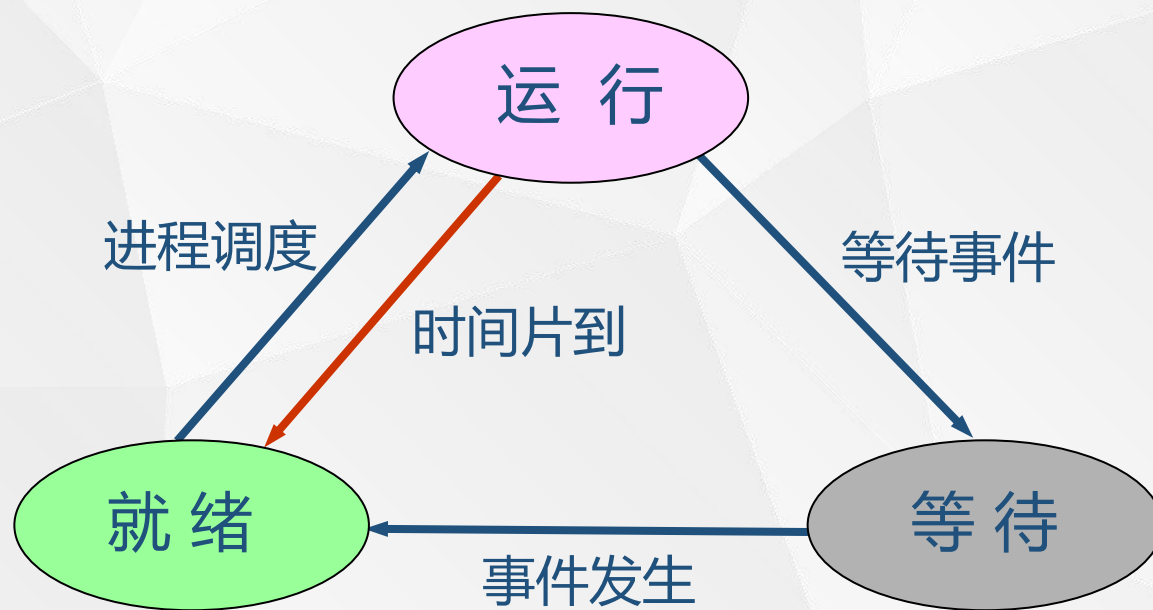 运 行
进程调度
等待事件
时间片到
就 绪
等 待
事件发生